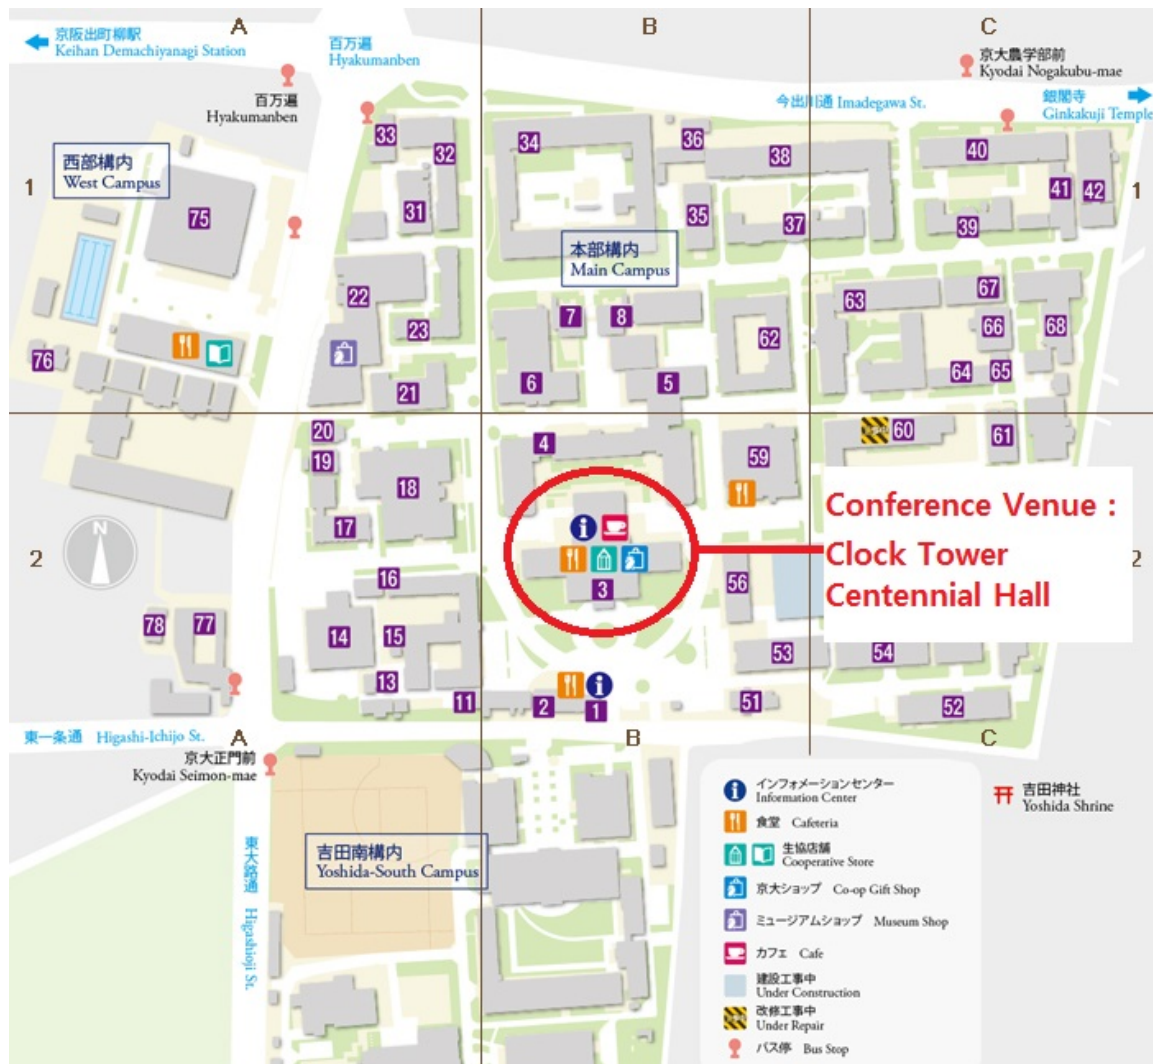 A
B
C
京阪出町柳駅
Keihan Demachiyanagi Station
百万遍
Hyakumanben
京大農学部前
Kyodai Nogakubu-mae
百万遍
Hyakumanben
今出川通 Imadegawa St.
銀閣寺
Ginkakuji Temple
33
32
34
36
38
40
西部構内
West Campus
1
75
31
35
37
39
41
42
1
本部構内
Main Campus
22
23
7
8
62
63
67
66
68
76
21
6
5
64
65
20
19
4
59
60
61
18
17
Conference Venue :
Clock Tower
Centennial Hall
N
2
2
16
3
56
78
77
14
15
53
54
13
11
2
1
51
52
東一条通 Higashi-Ichijo St.
A
B
C
京大正門前
Kyodai Seimon-mae
吉田神社
Yoshida Shrine
吉田南構内
Yoshida-South Campus
東大路通 Higashioji St.
インフォメーションセンター
Information Center
食堂 Cafeteria
生協店舗
Cooperative Store
京大ショップ Co-op Gift Shop
ミュージアムショップ Museum Shop
カフェ Cafe
建設工事中
Under Construction
改修工事中
Under Repair
バス停 Bus Stop